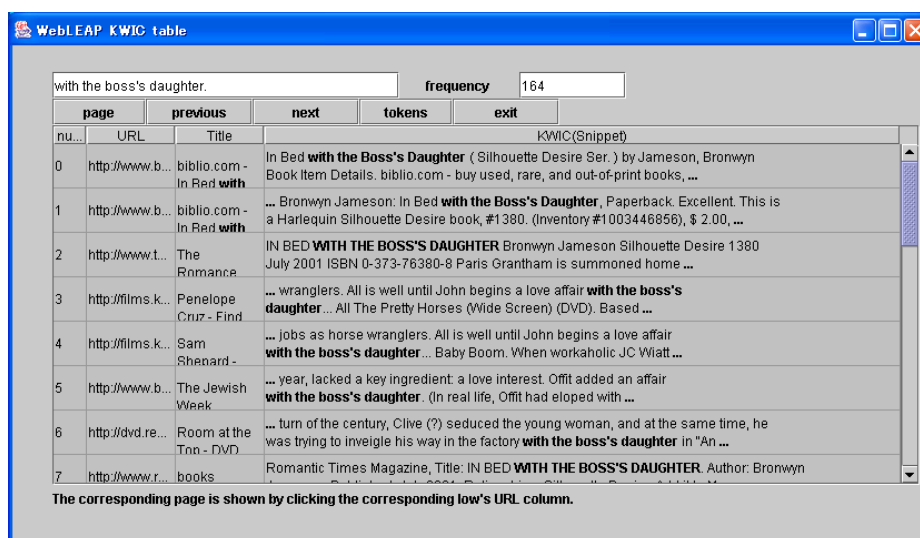 WebLEAP KWIC table
with the boss's daughter. frequency 164
page previous next tokens exit
nu... URL Title KWIC(Snippet)
0 http://www.b... biblio.com - In Bed with the Boss's Daughter ( Silhouette Desire Ser. ) by Jameson, Bronwyn
In Bed with Book Item Details. biblio.com - buy used, rare, and out-of-print books, ...
1 http://www.b... biblio.com - ... Bronwyn Jameson: In Bed with the Boss's Daughter, Paperback. Excellent. This is
In Bed with a Harlequin Silhouette Desire book, #1380. (Inventory #1003446856), $ 2.00, ...
2 http://www.t... The IN BED WITH THE BOSS'S DAUGHTER Bronwyn Jameson Silhouette Desire 1380
Romance July 2001 ISBN 0-373-76380-8 Paris Grantham is summoned home ...
3 http://films.k... Penelope ... wranglers. All is well until John begins a love affair with the boss's
Cruz - Find daughter... All The Pretty Horses (Wide Screen) (DVD). Based ...
4 http://films.k... Sam ... jobs as horse wranglers. All is well until John begins a love affair
Shepard - with the boss's daughter... Baby Boom. When workaholic JC Wiatt ...
5 http://www.b... The Jewish ... year, lacked a key ingredient: a love interest. Offit added an affair
Week with the boss's daughter. (In real life, Offit had eloped with ...
6 http://dvd.re... Room at the ... turn of the century, Clive (?) seduced the young woman, and at the same time, he
Top - DVD was trying to inveigle his way in the factory with the boss's daughter in "An ...
7 http://www.r... books Romantic Times Magazine, Title: IN BED WITH THE BOSS'S DAUGHTER. Author: Bronwyn
The corresponding page is shown by clicking the corresponding low's URL column.